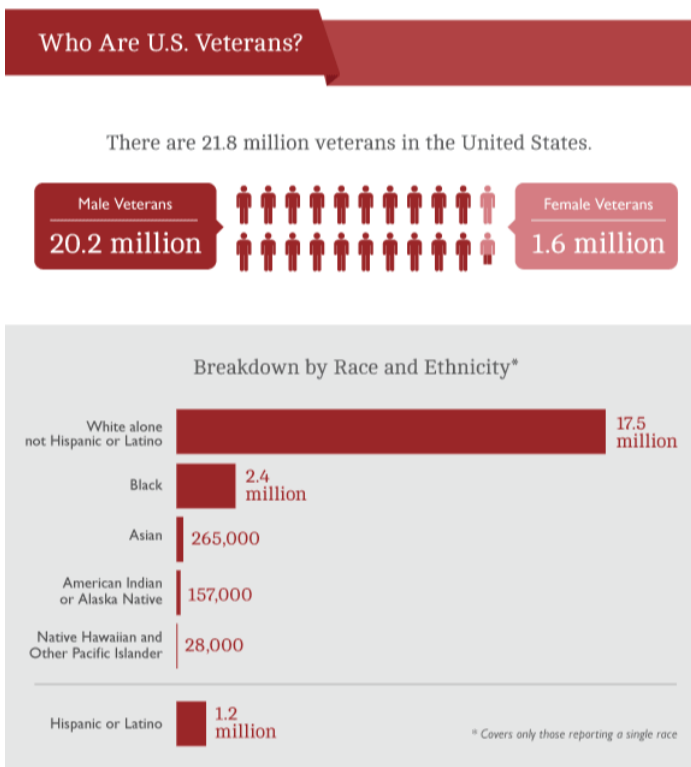 Who Are U.S. Veterans?
There are 21.8 million veterans in the United States.
Male Veterans
20.2 million
Female Veterans
1.6 million
Breakdown by Race and Ethnicity*
White alone
not Hispanic or Latino
17.5
million
Black
2.4
million
Asian
265,000
American Indian
or Alaska Native
157,000
Native Hawaiian and
Other Pacific Islander
28,000
Hispanic or Latino
1.2
million
* Covers only those reporting a single race